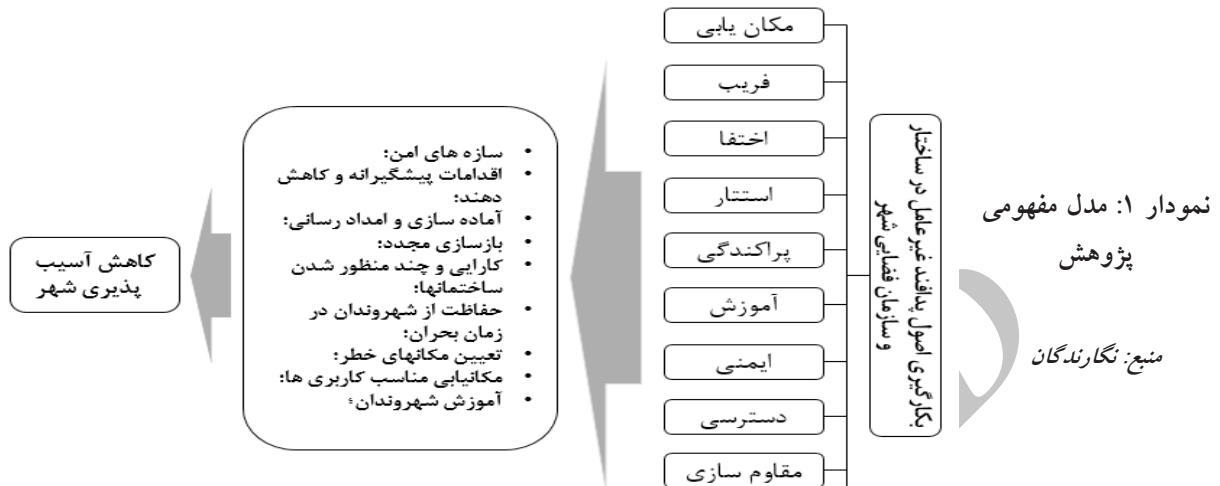 نمودار ۱: مدل مفهومی
پژوهش
منبع: نگارندگان
بکارگیری اصول پدافند غیرعامل در ساختار
و سازمان فضایی شهر
مکان یابی
فریب
اختفا
استتار
پراکندگی
آموزش
ایمنی
دسترسی
مقاوم سازی
• سازه های امن؛
• اقدامات پیشگیرانه و کاهش
دهند؛
• آماده سازی و امداد رسانی؛
• بازسازی مجدد؛
• کارایی و چند منظور شدن
ساختمانها؛
• حفاظت از شهروندان در
زمان بحران؛
• تعیین مکانهای خطر؛
• مکانیابی مناسب کاربری ها؛
• آموزش شهروندان؛
کاهش آسیب
پذیری شهر